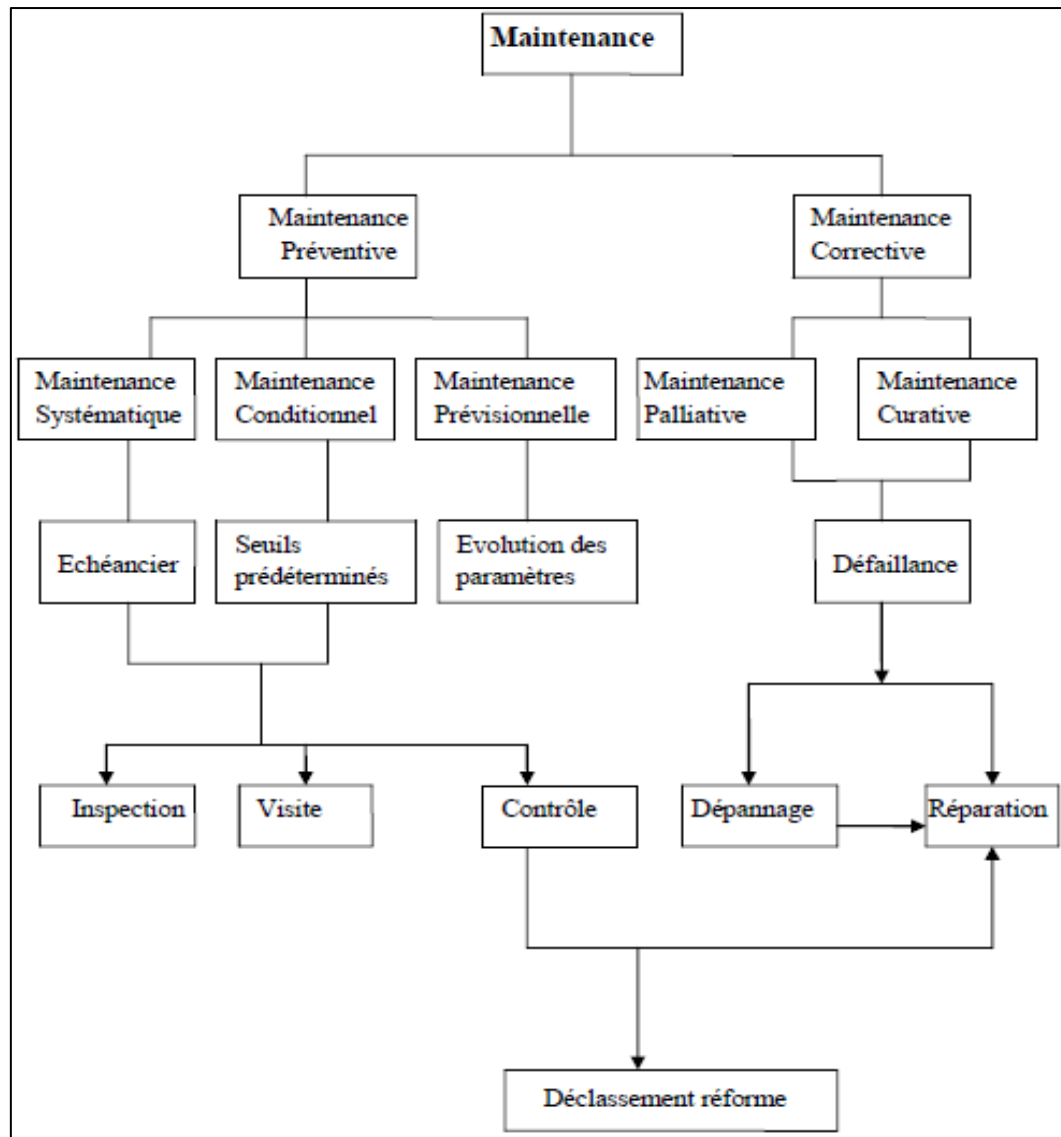 Maintenance
Maintenance
Préventive
Maintenance
Corrective
Maintenance
Systématique
Maintenance
Conditionnel
Maintenance
Prévisionnelle
Maintenance
Palliative
Maintenance
Curative
Echéancier
Seuils
prédéterminés
Evolution des
paramètres
Défaillance
Inspection
Visite
Contrôle
Dépannage
Réparation
Déclassement réforme